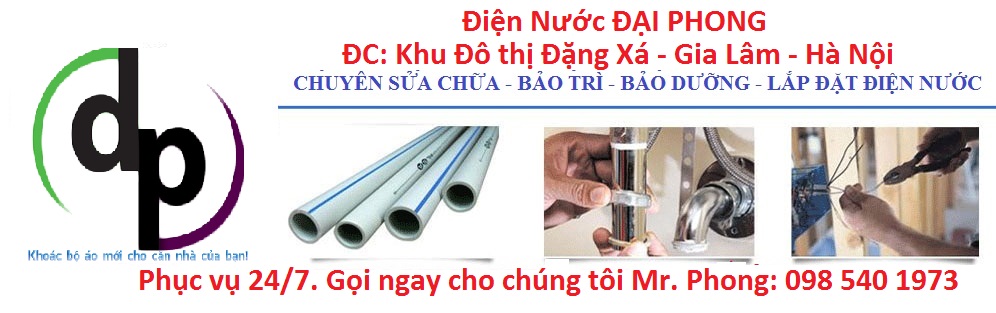 Điện Nước ĐẠI PHONG
ĐC: Khu Đô thị Đặng Xá - Gia Lâm - Hà Nội
CHUYÊN SỬA CHỮA - BẢO TRÌ - BẢO DƯỠNG - LẮP ĐẶT ĐIỆN NƯỚC
dp
Khoác bộ áo mới cho căn nhà của bạn!
Phục vụ 24/7. Gọi ngay cho chúng tôi Mr. Phong: 098 540 1973